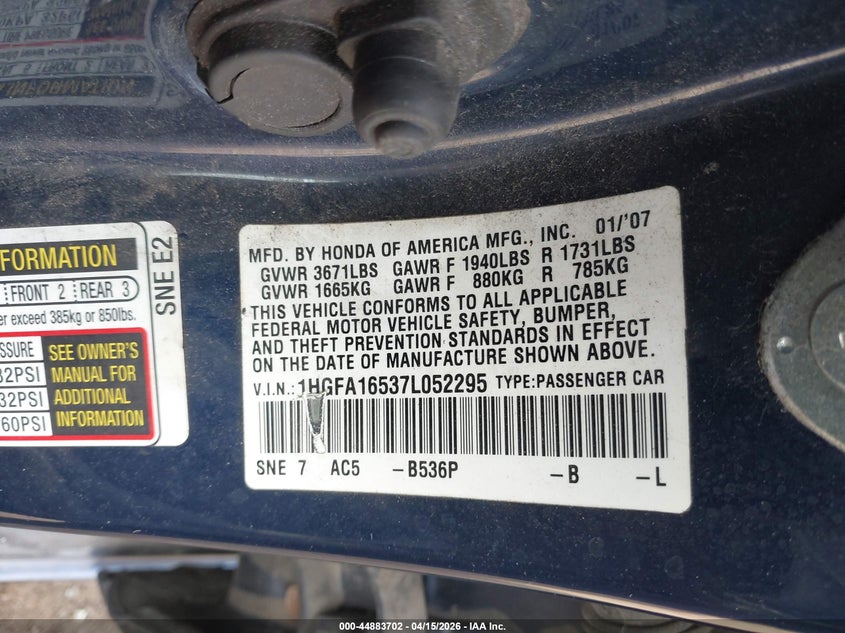 MFD. BY HONDA OF AMERICA MFG., INC. 01/'07
GVWR 3671LBS GAWR F 1940LBS R 1731LBS
GVWR 1665KG GAWR F 880KG R 785KG
THIS VEHICLE CONFORMS TO ALL APPLICABLE
FEDERAL MOTOR VEHICLE SAFETY, BUMPER,
AND THEFT PREVENTION STANDARDS IN EFFECT
ON THE DATE OF MANUFACTURE SHOWN ABOVE.
V.I.N.: 1HGFA16537L052295 TYPE:PASSENGER CAR
SNE 7 AC5 -B536P -B -L
FORMATION
FRONT 2 REAR 3
er exceed 385kg or 850lbs.
SSURE
32PSI
32PSI
60PSI
SEE OWNER'S
MANUAL FOR
ADDITIONAL
INFORMATION
SNE E2
000-44883702 - 04/15/2026 - IAA Inc.